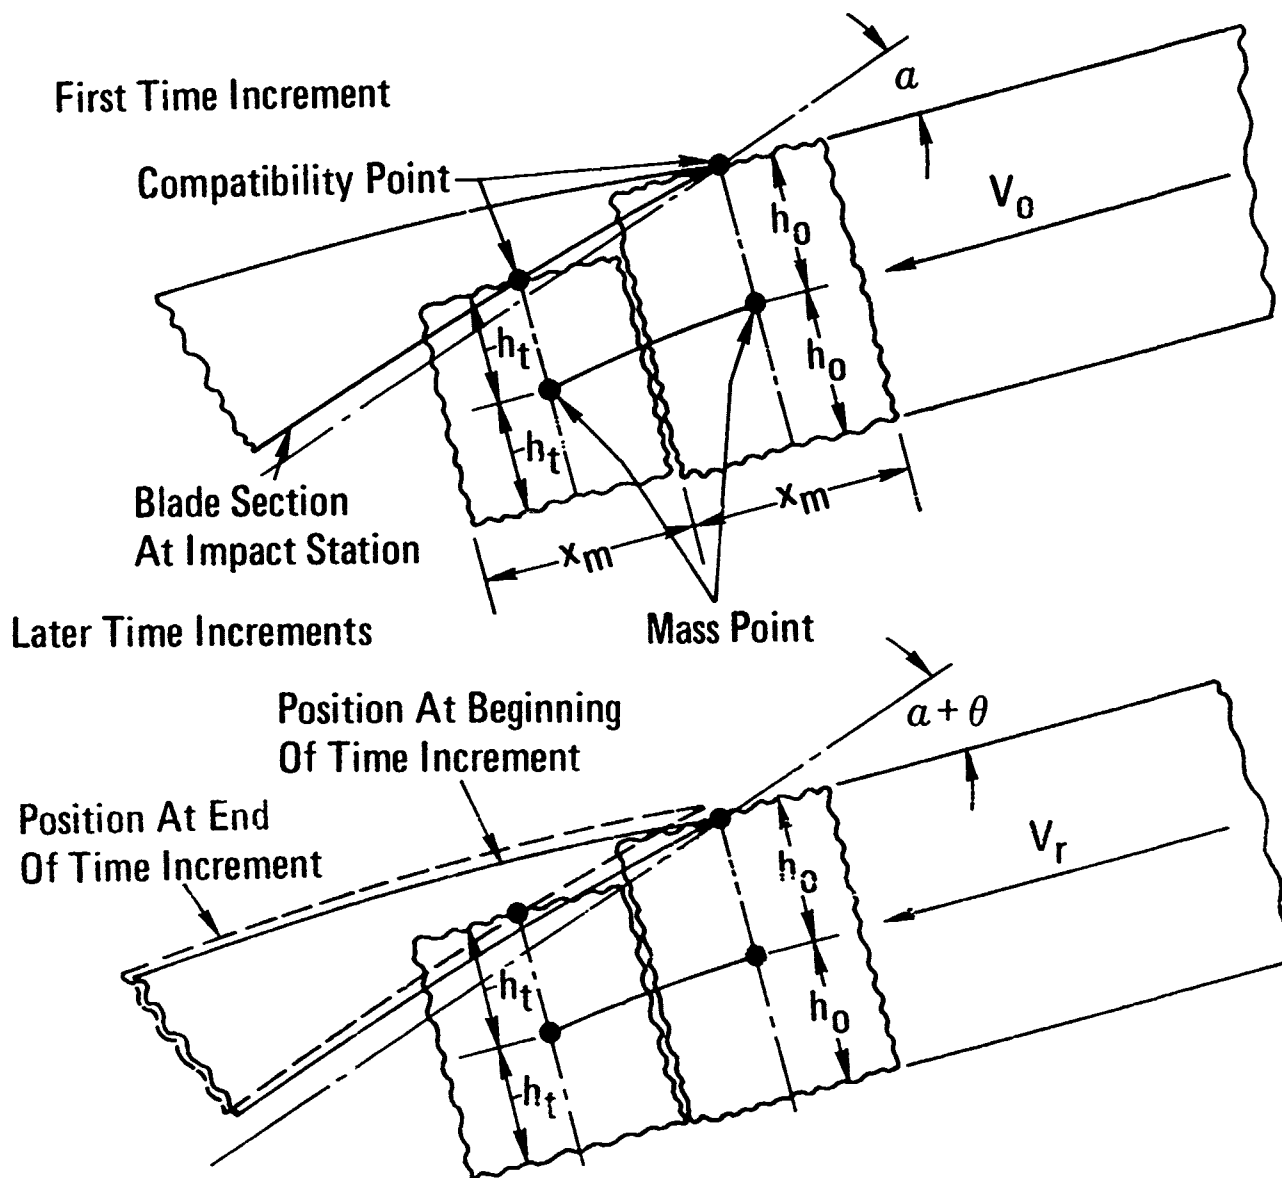 First Time Increment
a
Compatibility Point
h₀
V₀
h₀
hₜ
hₜ
Blade Section
At Impact Station
xₘ
xₘ
Later Time Increments
Mass Point
Position At Beginning
Of Time Increment
a + θ
Position At End
Of Time Increment
h₀
Vᵣ
hₜ
h₀
hₜ